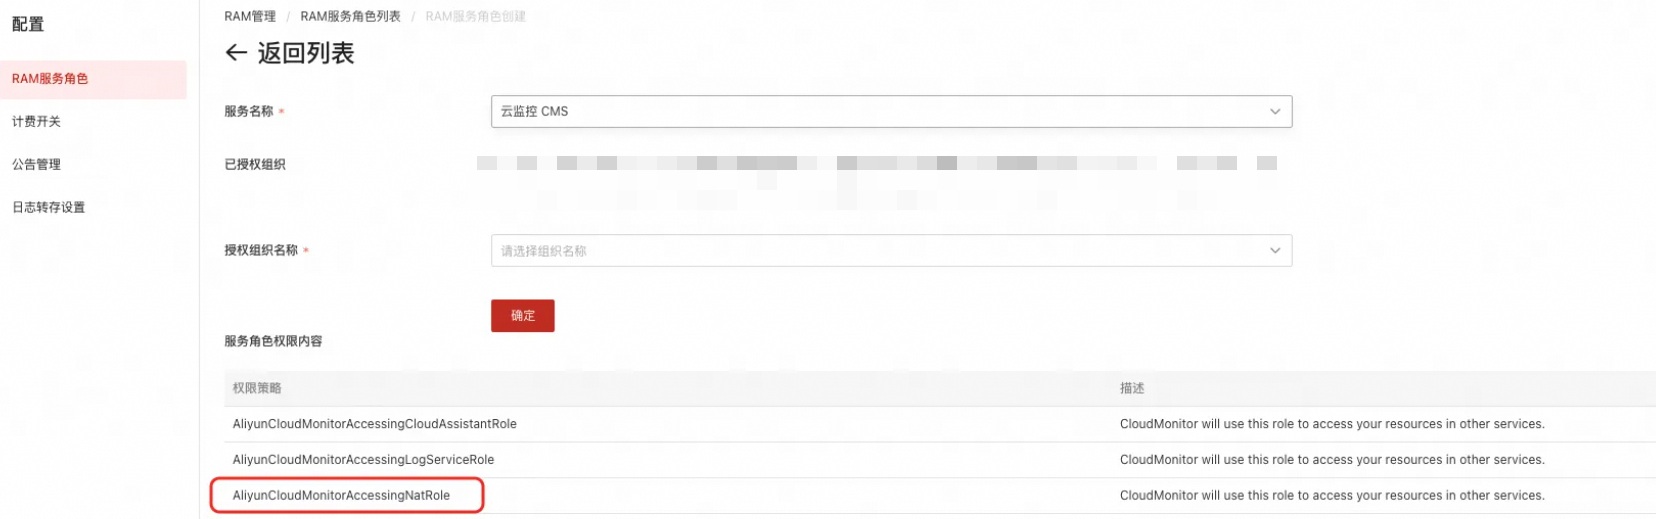 配置
RAM服务角色
计费开关
公告管理
日志转存设置
RAM管理 / RAM服务角色列表 / RAM服务角色创建
← 返回列表
服务名称 *
云监控 CMS
已授权组织
授权组织名称 *
请选择组织名称
确定
服务角色权限内容
权限策略 描述
AliyunCloudMonitorAccessingCloudAssistantRole CloudMonitor will use this role to access your resources in other services.
AliyunCloudMonitorAccessingLogServiceRole CloudMonitor will use this role to access your resources in other services.
AliyunCloudMonitorAccessingNatRole CloudMonitor will use this role to access your resources in other services.